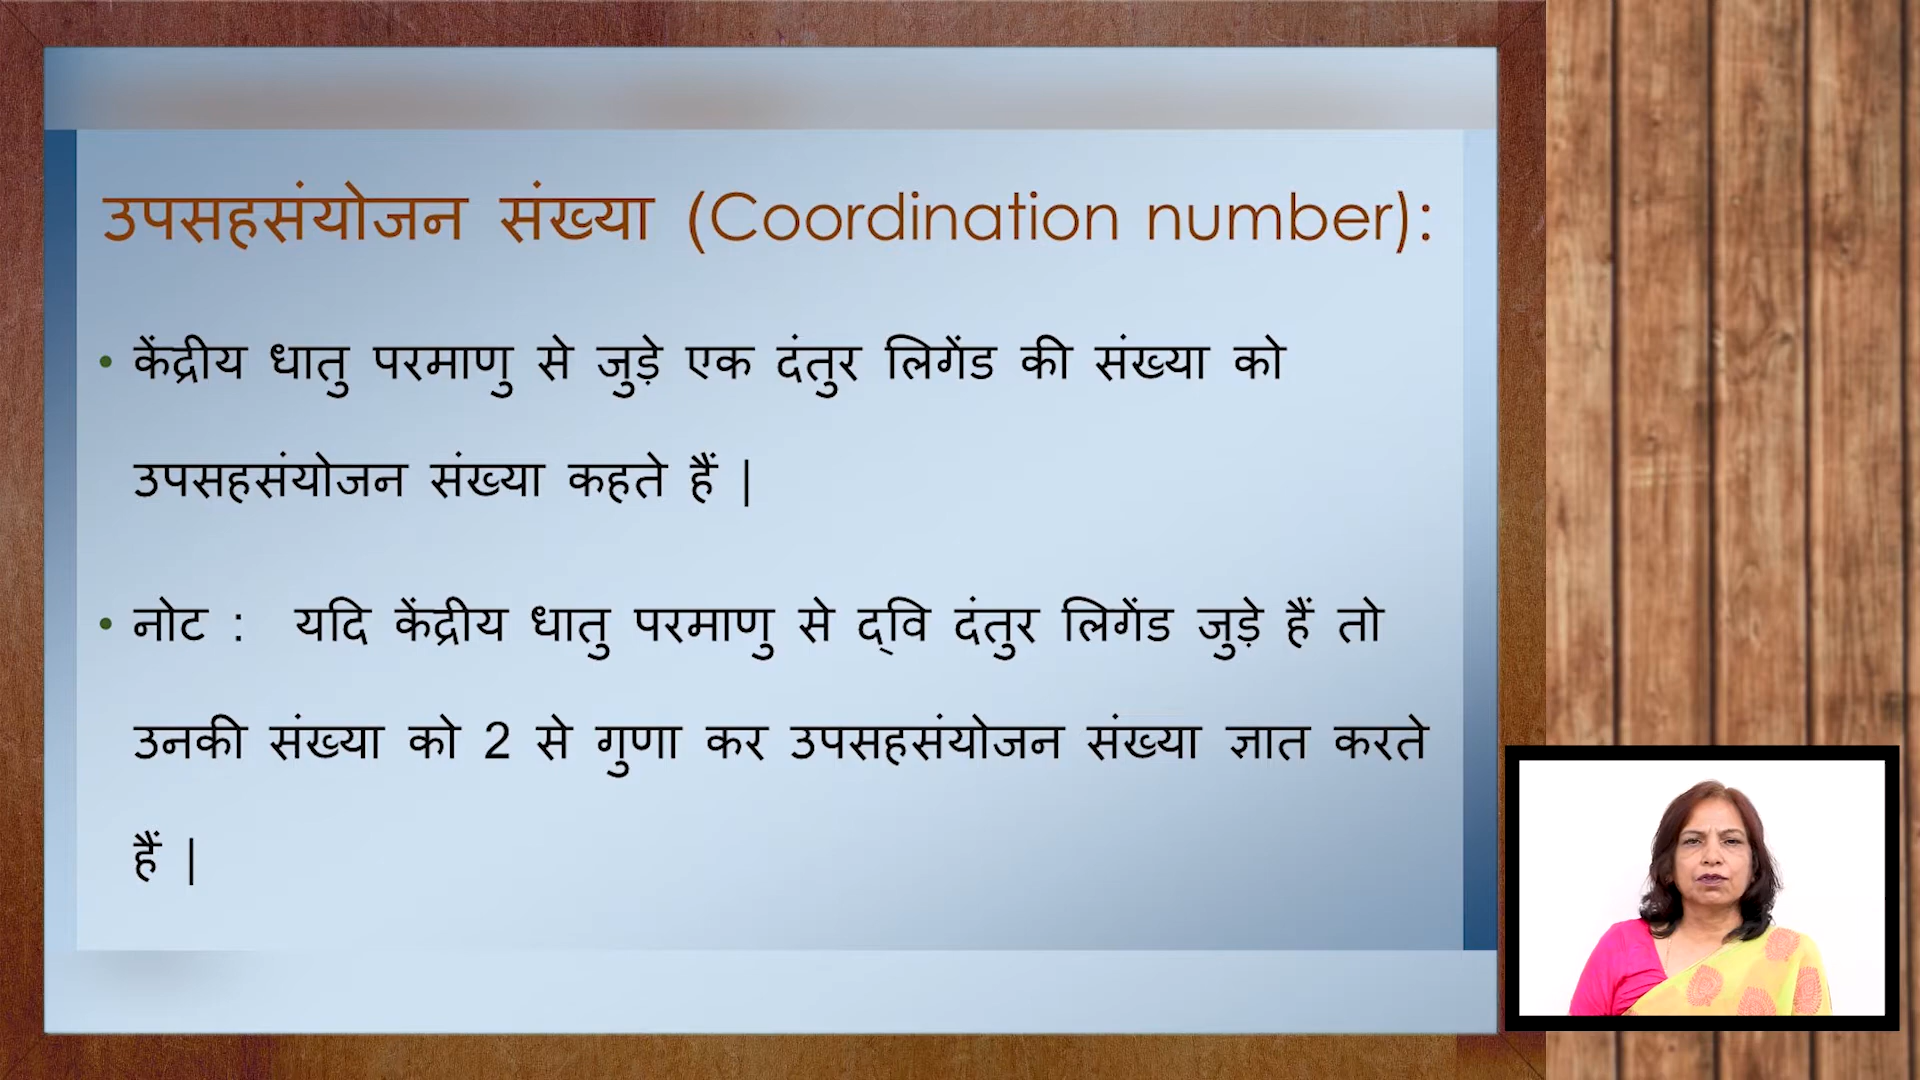 उपसहसंयोजन संख्या (Coordination number):
• केंद्रीय धातु परमाणु से जुड़े एक दंतुर लिगेंड की संख्या को
उपसहसंयोजन संख्या कहते हैं |
• नोट : यदि केंद्रीय धातु परमाणु से द्‌वि दंतुर लिगेंड जुड़े हैं तो
उनकी संख्या को 2 से गुणा कर उपसहसंयोजन संख्या ज्ञात करते
हैं |